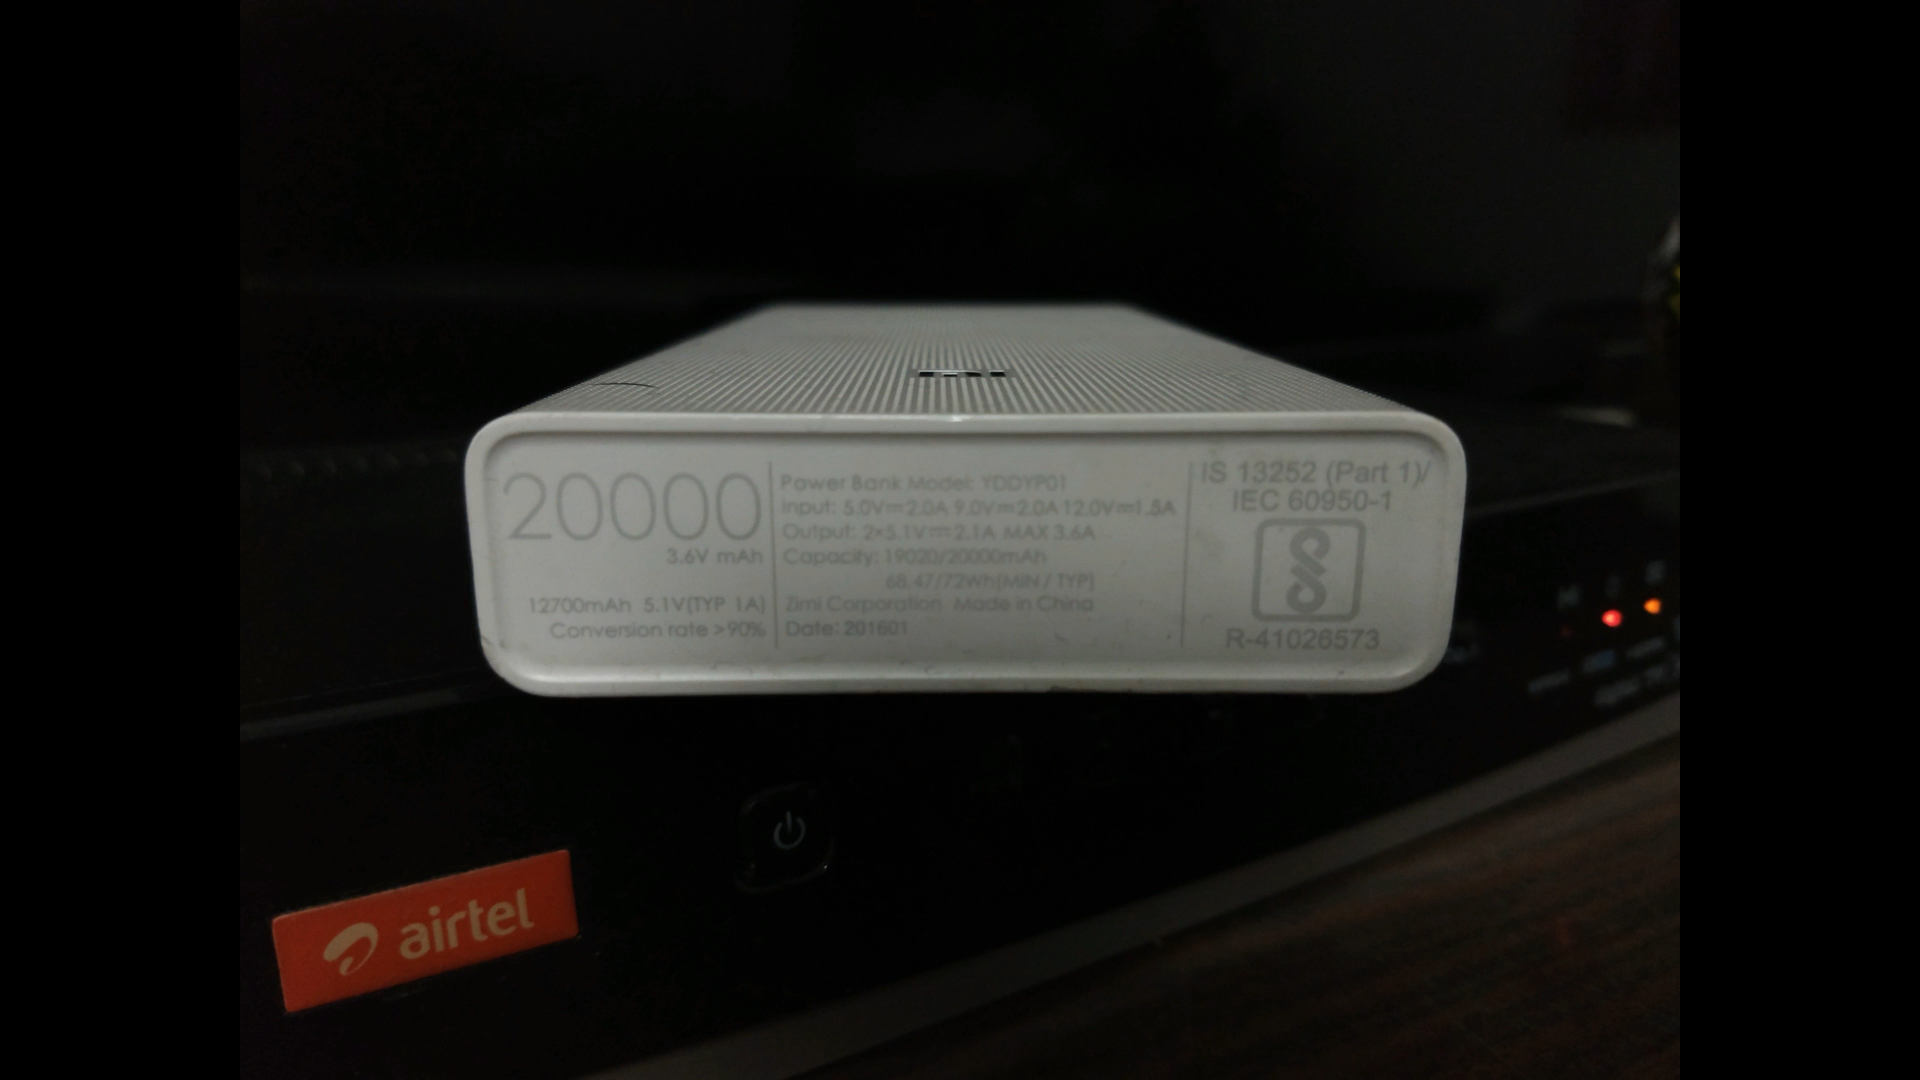 mi
20000
3.6V mAh
12700mAh 5.1V(TYP 1A)
Conversion rate >90%
Power Bank Model: YDDYP01
Input: 5.0V⎓2.0A 9.0V⎓2.0A 12.0V⎓1.5A
Output: 2×5.1V⎓2.1A MAX 3.6A
Capacity: 19020/20000mAh
68.47/72Wh(MIN / TYP)
Zimi Corporation Made in China
Date: 201601
IS 13252 (Part 1)/
IEC 60950-1
R-41026573
airtel